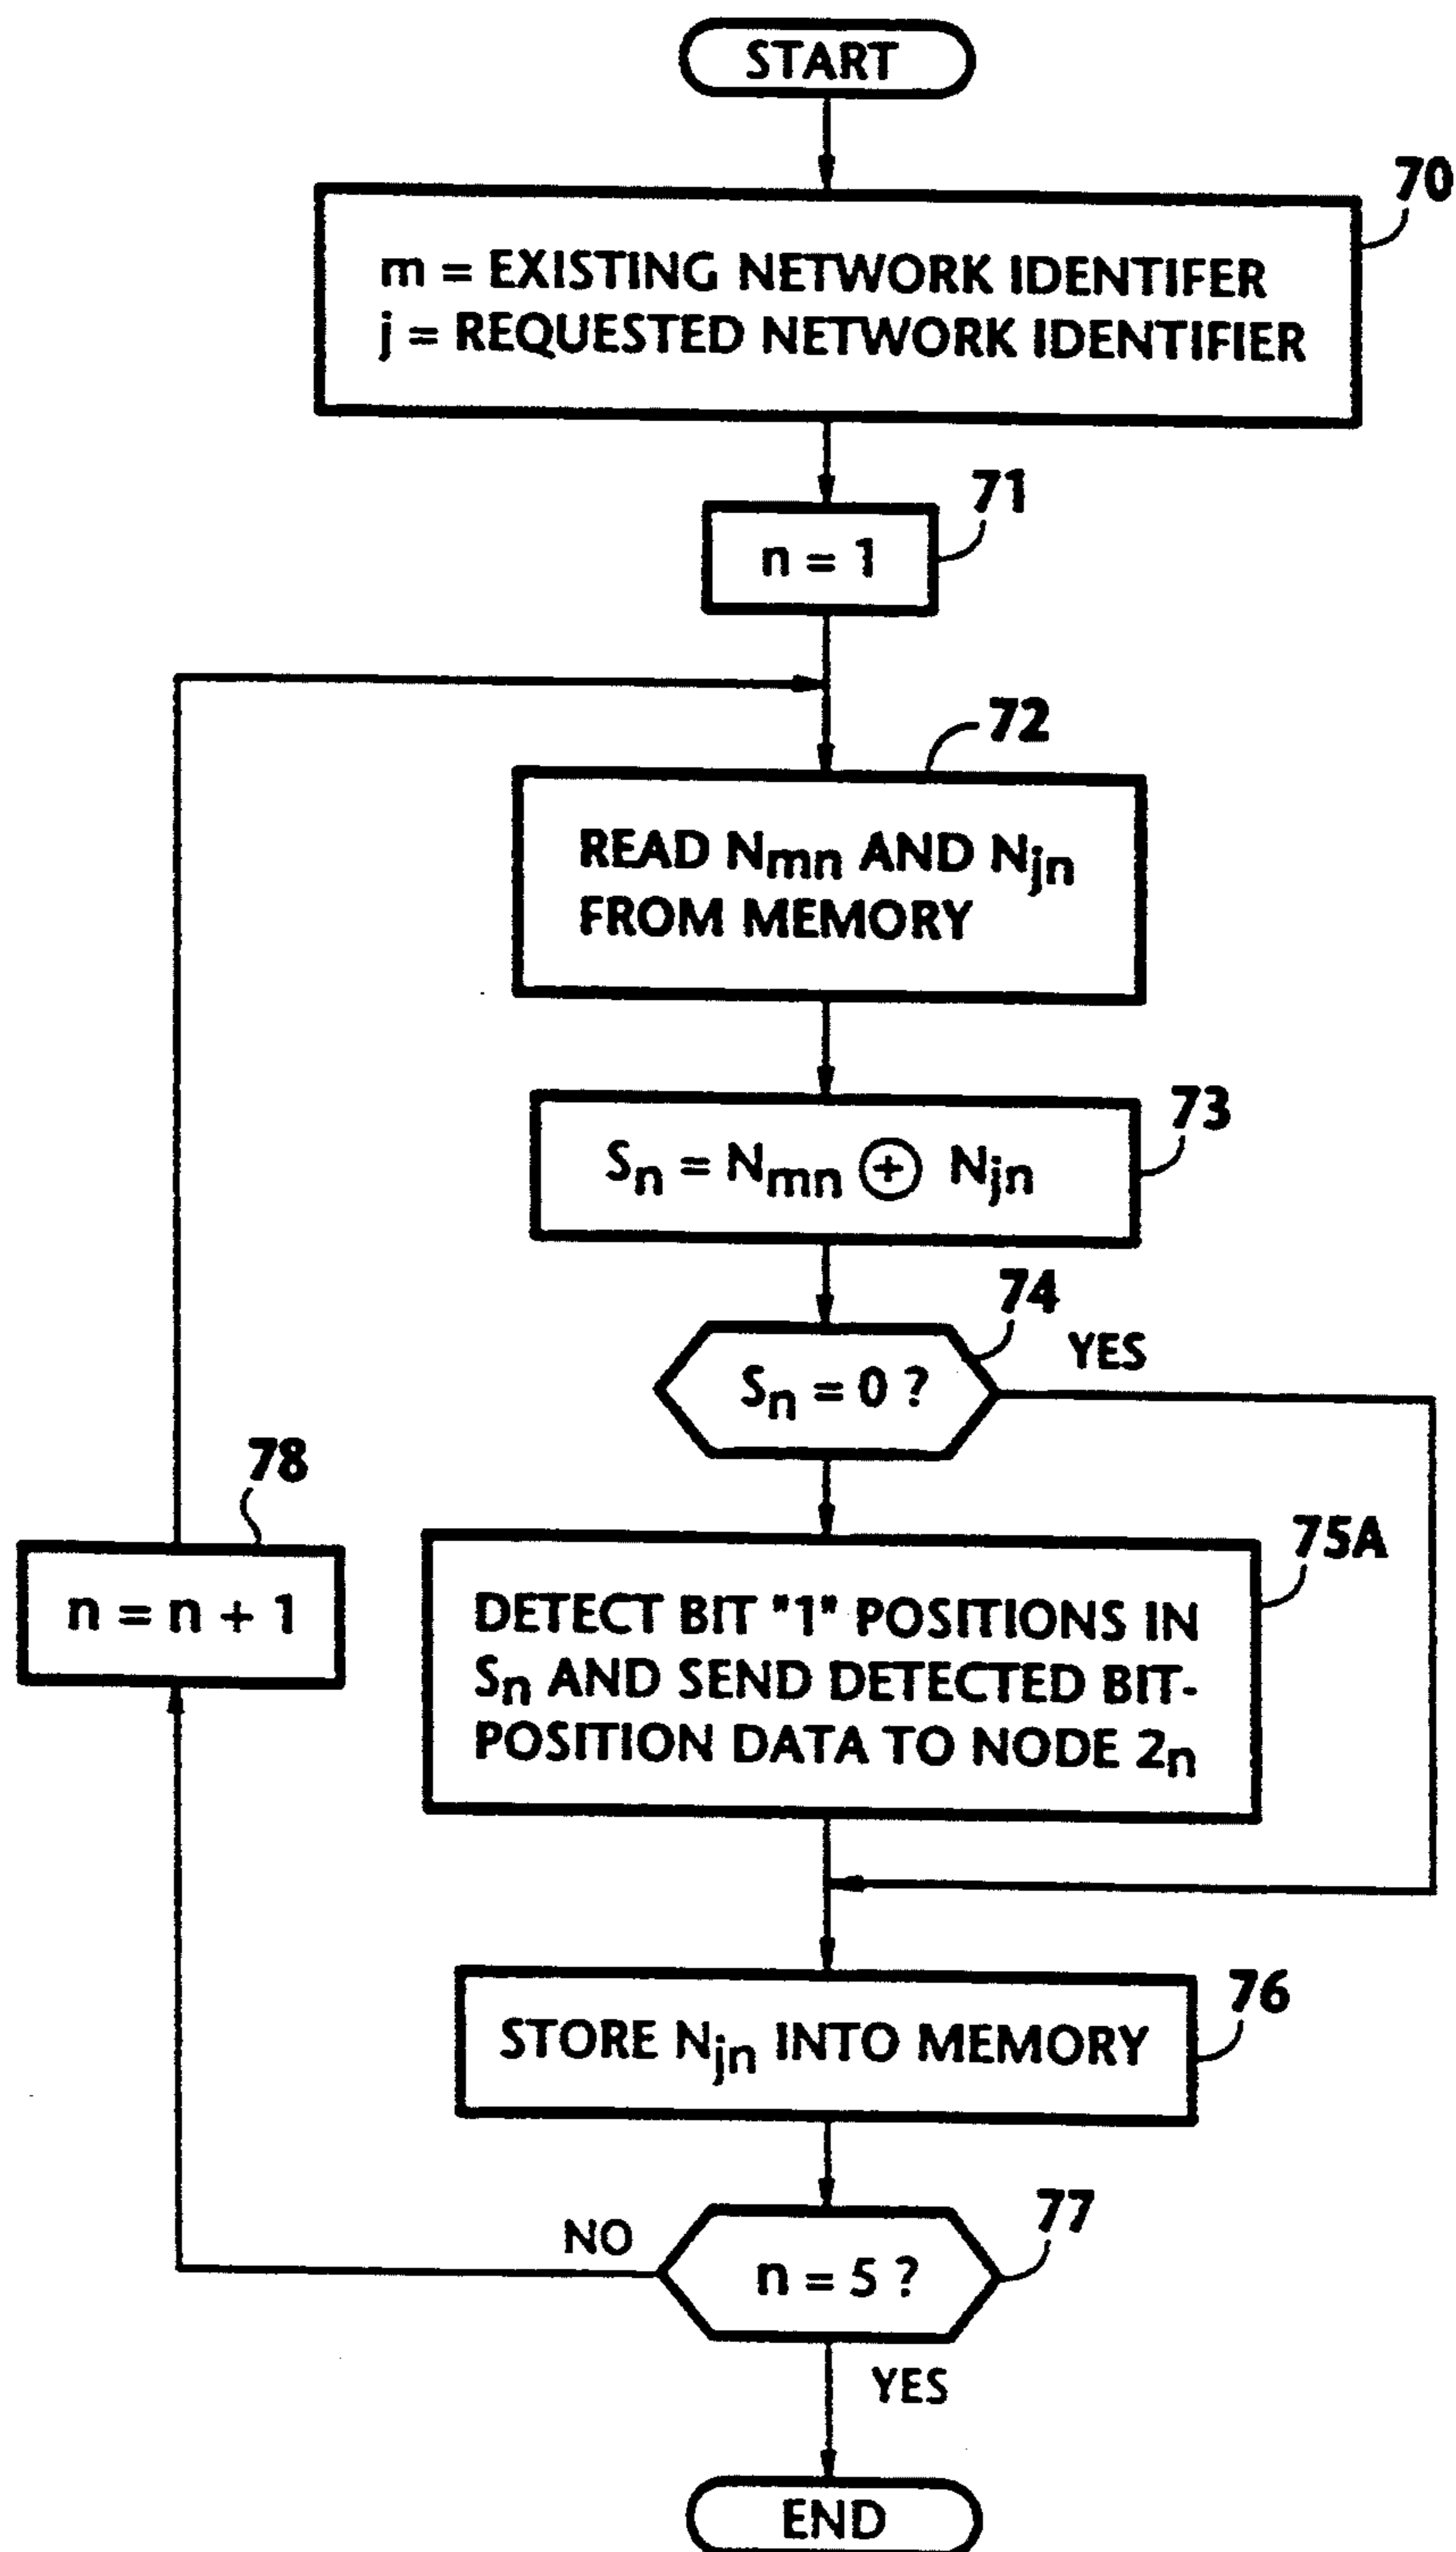 START
70
m = EXISTING NETWORK IDENTIFER
j = REQUESTED NETWORK IDENTIFIER
71
n = 1
72
READ Nmn AND Njn
FROM MEMORY
73
Sn = Nmn ⊕ Njn
74
YES
Sn = 0 ?
78
n = n + 1
75A
DETECT BIT "1" POSITIONS IN
Sn AND SEND DETECTED BIT-
POSITION DATA TO NODE 2n
76
STORE Njn INTO MEMORY
77
NO
n = 5 ?
YES
END